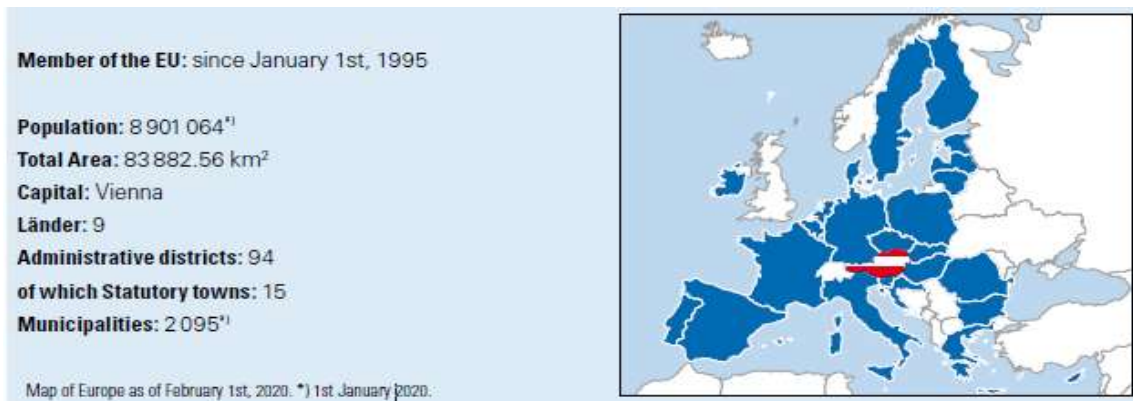 Member of the EU: since January 1st, 1995
Population: 8 901 064*)
Total Area: 83 882.56 km²
Capital: Vienna
Länder: 9
Administrative districts: 94
of which Statutory towns: 15
Municipalities: 2 095*)
Map of Europe as of February 1st, 2020. *) 1st January 2020.